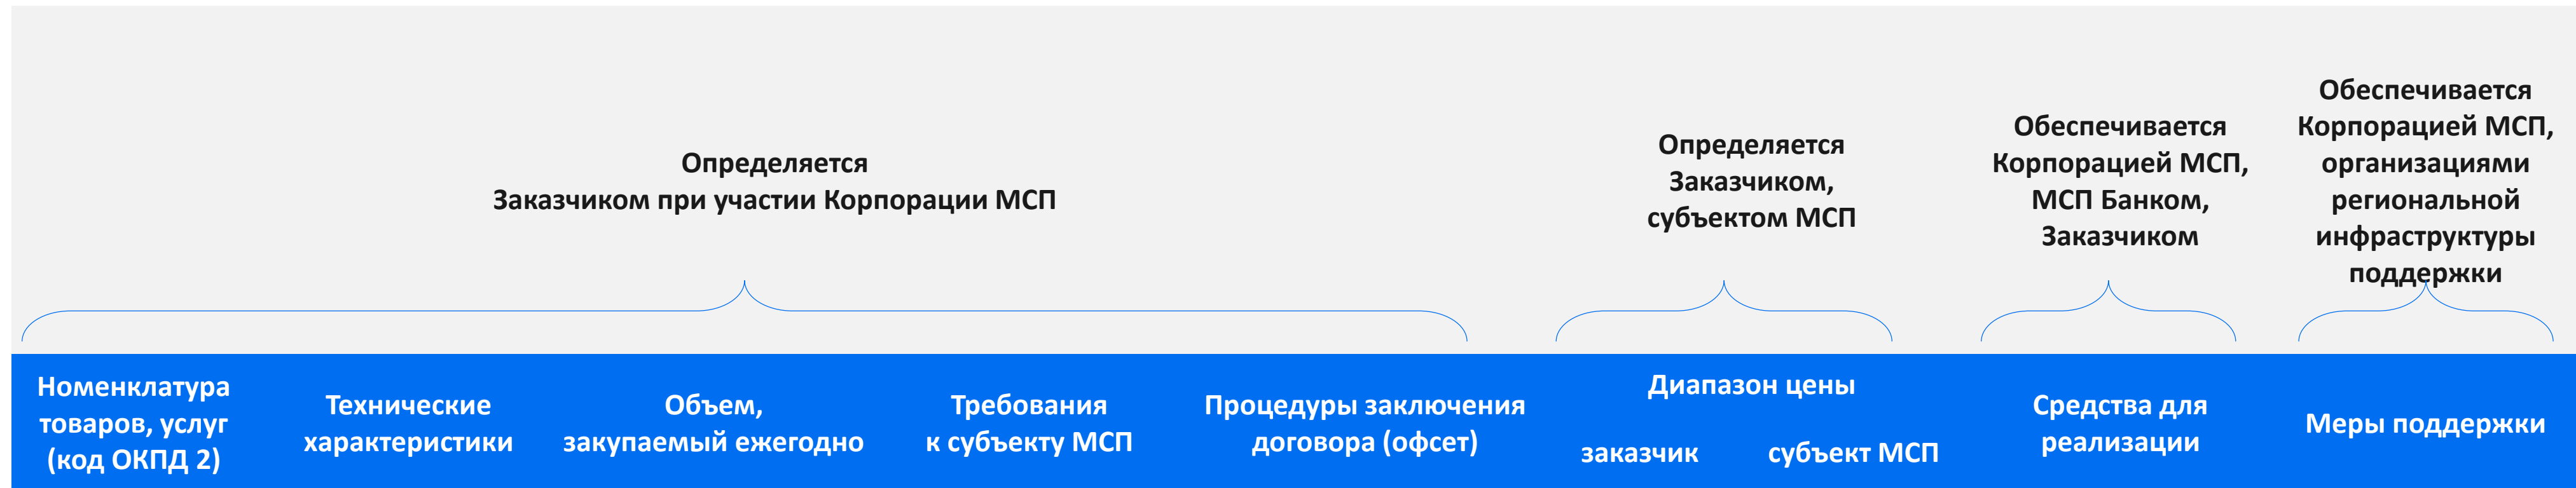 Определяется
Заказчиком при участии Корпорации МСП
Определяется
Заказчиком,
субъектом МСП
Обеспечивается
Корпорацией МСП,
МСП Банком,
Заказчиком
Обеспечивается
Корпорацией МСП,
организациями
региональной
инфраструктуры
поддержки
Номенклатура
товаров, услуг
(код ОКПД 2)
Технические
характеристики
Объем,
закупаемый ежегодно
Требования
к субъекту МСП
Процедуры заключения
договора (офсет)
Диапазон цены
заказчик
субъект МСП
Средства для
реализации
Меры поддержки